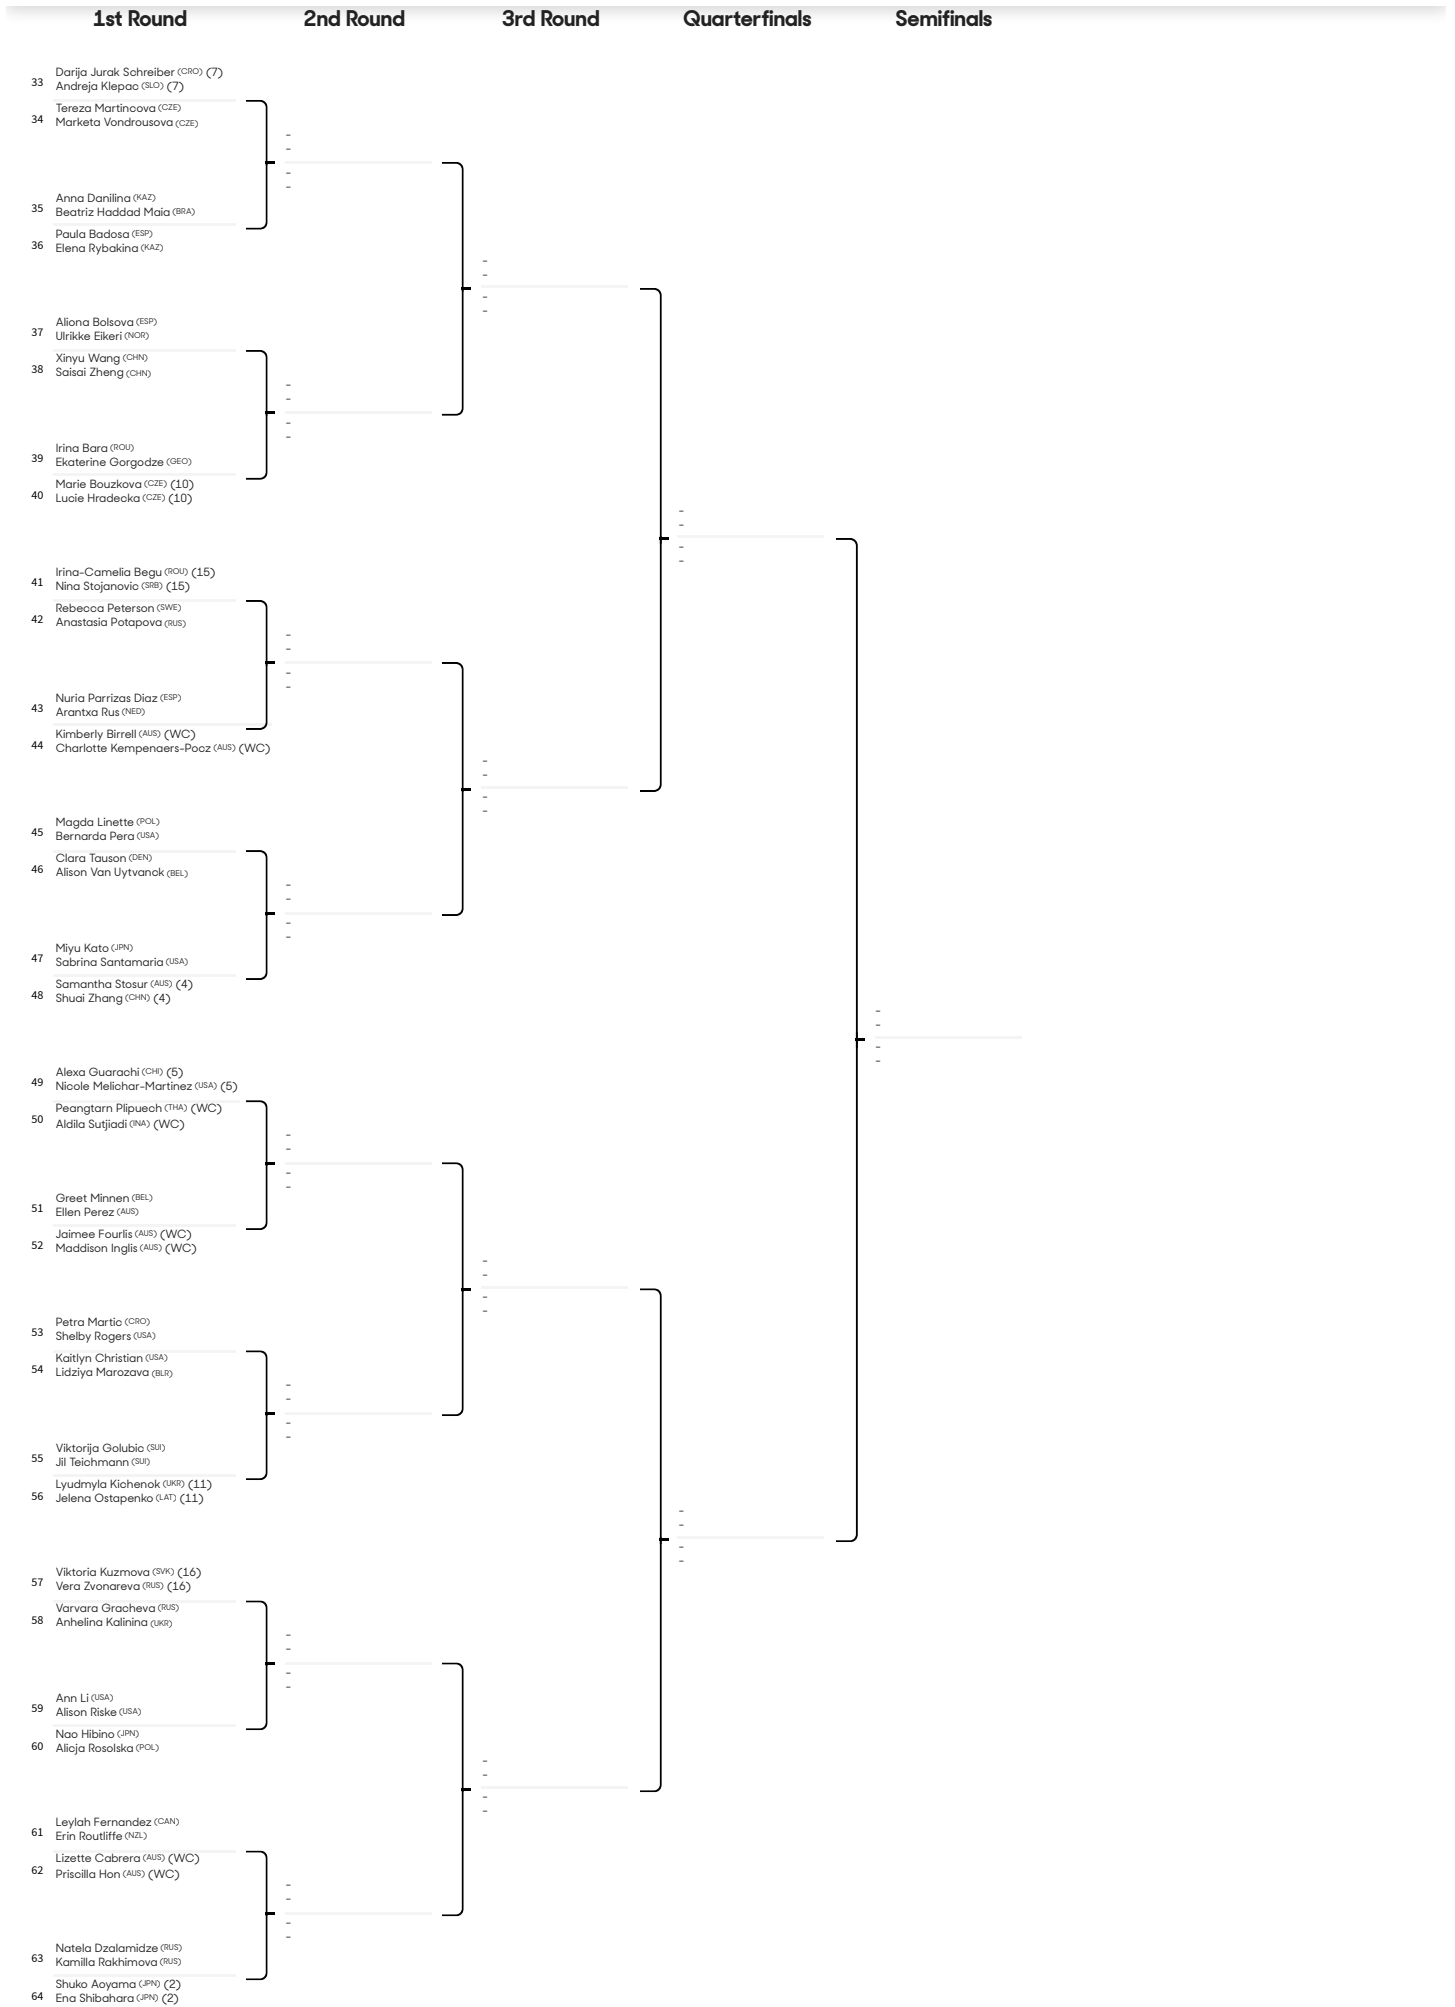 1st Round 2nd Round 3rd Round Quarterfinals Semifinals
Darija Jurak Schreiber (CRO) (7)
33 Andreja Klepac (SLO) (7)
Tereza Martincova (CZE)
34 Marketa Vondrousova (CZE)
-
-
-
-
Anna Danilina (KAZ)
35 Beatriz Haddad Maia (BRA)
Paula Badosa (ESP)
36 Elena Rybakina (KAZ)
-
-
-
-
Aliona Bolsova (ESP)
37 Ulrikke Eikeri (NOR)
Xinyu Wang (CHN)
38 Saisai Zheng (CHN)
-
-
-
-
Irina Bara (ROU)
39 Ekaterine Gorgodze (GEO)
Marie Bouzkova (CZE) (10)
40 Lucie Hradecka (CZE) (10)
-
-
-
-
Irina-Camelia Begu (ROU) (15)
41 Nina Stojanovic (SRB) (15)
Rebecca Peterson (SWE)
42 Anastasia Potapova (RUS)
-
-
-
-
Nuria Parrizas Diaz (ESP)
43 Arantxa Rus (NED)
Kimberly Birrell (AUS) (WC)
44 Charlotte Kempenaers-Pocz (AUS) (WC)
-
-
-
-
Magda Linette (POL)
45 Bernarda Pera (USA)
Clara Tauson (DEN)
46 Alison Van Uytvanck (BEL)
-
-
-
-
Miyu Kato (JPN)
47 Sabrina Santamaria (USA)
Samantha Stosur (AUS) (4)
48 Shuai Zhang (CHN) (4)
-
-
-
-
Alexa Guarachi (CHI) (5)
49 Nicole Melichar-Martinez (USA) (5)
Peangtarn Plipuech (THA) (WC)
50 Aldila Sutjiadi (INA) (WC)
-
-
-
-
Greet Minnen (BEL)
51 Ellen Perez (AUS)
Jaimee Fourlis (AUS) (WC)
52 Maddison Inglis (AUS) (WC)
-
-
-
-
Petra Martic (CRO)
53 Shelby Rogers (USA)
Kaitlyn Christian (USA)
54 Lidziya Marozava (BLR)
-
-
-
-
Viktorija Golubic (SUI)
55 Jil Teichmann (SUI)
Lyudmyla Kichenok (UKR) (11)
56 Jelena Ostapenko (LAT) (11)
-
-
-
-
Viktoria Kuzmova (SVK) (16)
57 Vera Zvonareva (RUS) (16)
Varvara Gracheva (RUS)
58 Anhelina Kalinina (UKR)
-
-
-
-
Ann Li (USA)
59 Alison Riske (USA)
Nao Hibino (JPN)
60 Alicja Rosolska (POL)
-
-
-
-
Leylah Fernandez (CAN)
61 Erin Routliffe (NZL)
Lizette Cabrera (AUS) (WC)
62 Priscilla Hon (AUS) (WC)
-
-
-
-
Natela Dzalamidze (RUS)
63 Kamilla Rakhimova (RUS)
Shuko Aoyama (JPN) (2)
64 Ena Shibahara (JPN) (2)